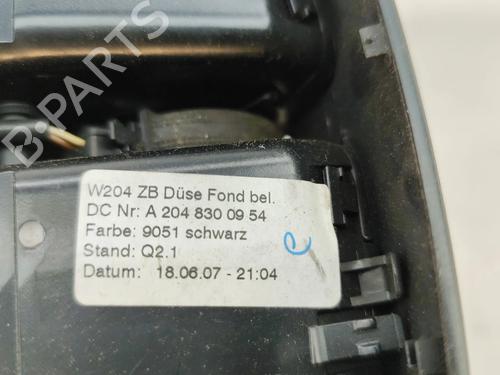 B-PARTS
W204 ZB Düse Fond bel.
DC Nr: A 204 830 09 54
Farbe: 9051 schwarz
Stand: Q2.1
Datum: 18.06.07 - 21:04